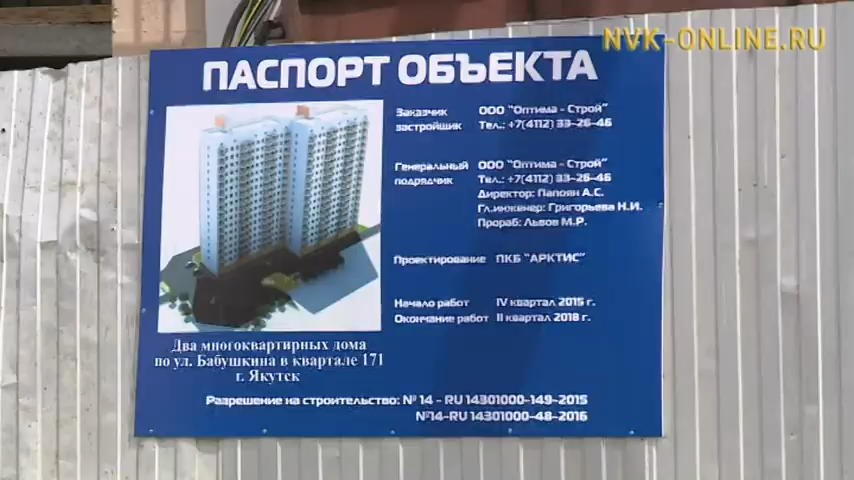 NVK-ONLINE.RU
ПАСПОРТ ОБЪЕКТА
Заказчик застройщик
ООО "Оптима - Строй"
Тел.: +7(4112) 33-26-46
Генеральный подрядчик
ООО "Оптима - Строй"
Тел.: +7(4112) 33-26-46
Директор: Папоян А.С.
Гл.инженер: Григорьева Н.И.
Прораб: Львов М.Р.
Проектирование ПКБ "АРКТИС"
Начало работ IV квартал 2015 г.
Окончание работ II квартал 2018 г.
Два многоквартирных дома
по ул. Бабушкина в квартале 171
г. Якутск
Разрешение на строительство: № 14 - RU 14301000-149-2015
№14-RU 14301000-48-2016